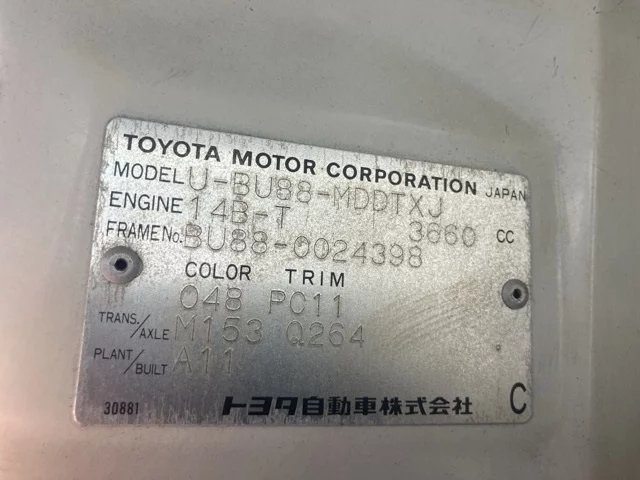 TOYOTA MOTOR CORPORATION JAPAN
MODEL U-BU88-MDDTXJ
ENGINE 14B-T 3660 CC
FRAME No. BU88-0024398
COLOR TRIM
048 PC11
TRANS./AXLE M153 Q264
PLANT/BUILT A11
30881 トヨタ自動車株式会社 C